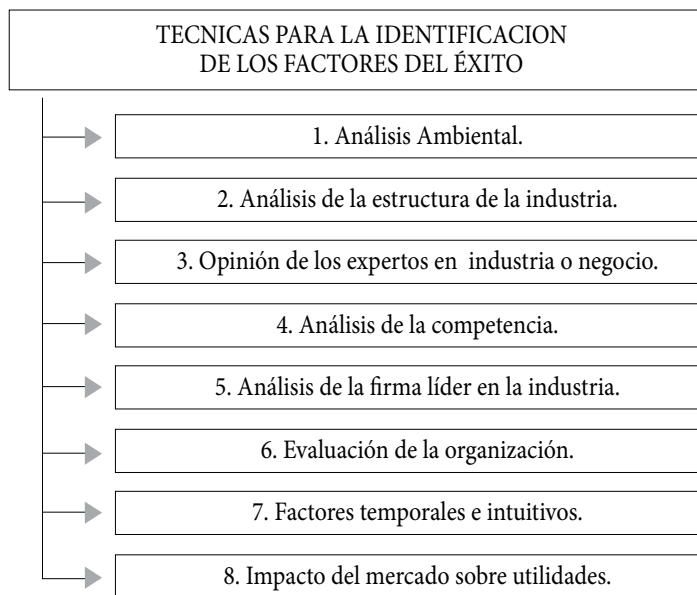 TECNICAS PARA LA IDENTIFICACION
DE LOS FACTORES DEL ÉXITO
1. Análisis Ambiental.
2. Análisis de la estructura de la industria.
3. Opinión de los expertos en industria o negocio.
4. Análisis de la competencia.
5. Análisis de la firma líder en la industria.
6. Evaluación de la organización.
7. Factores temporales e intuitivos.
8. Impacto del mercado sobre utilidades.